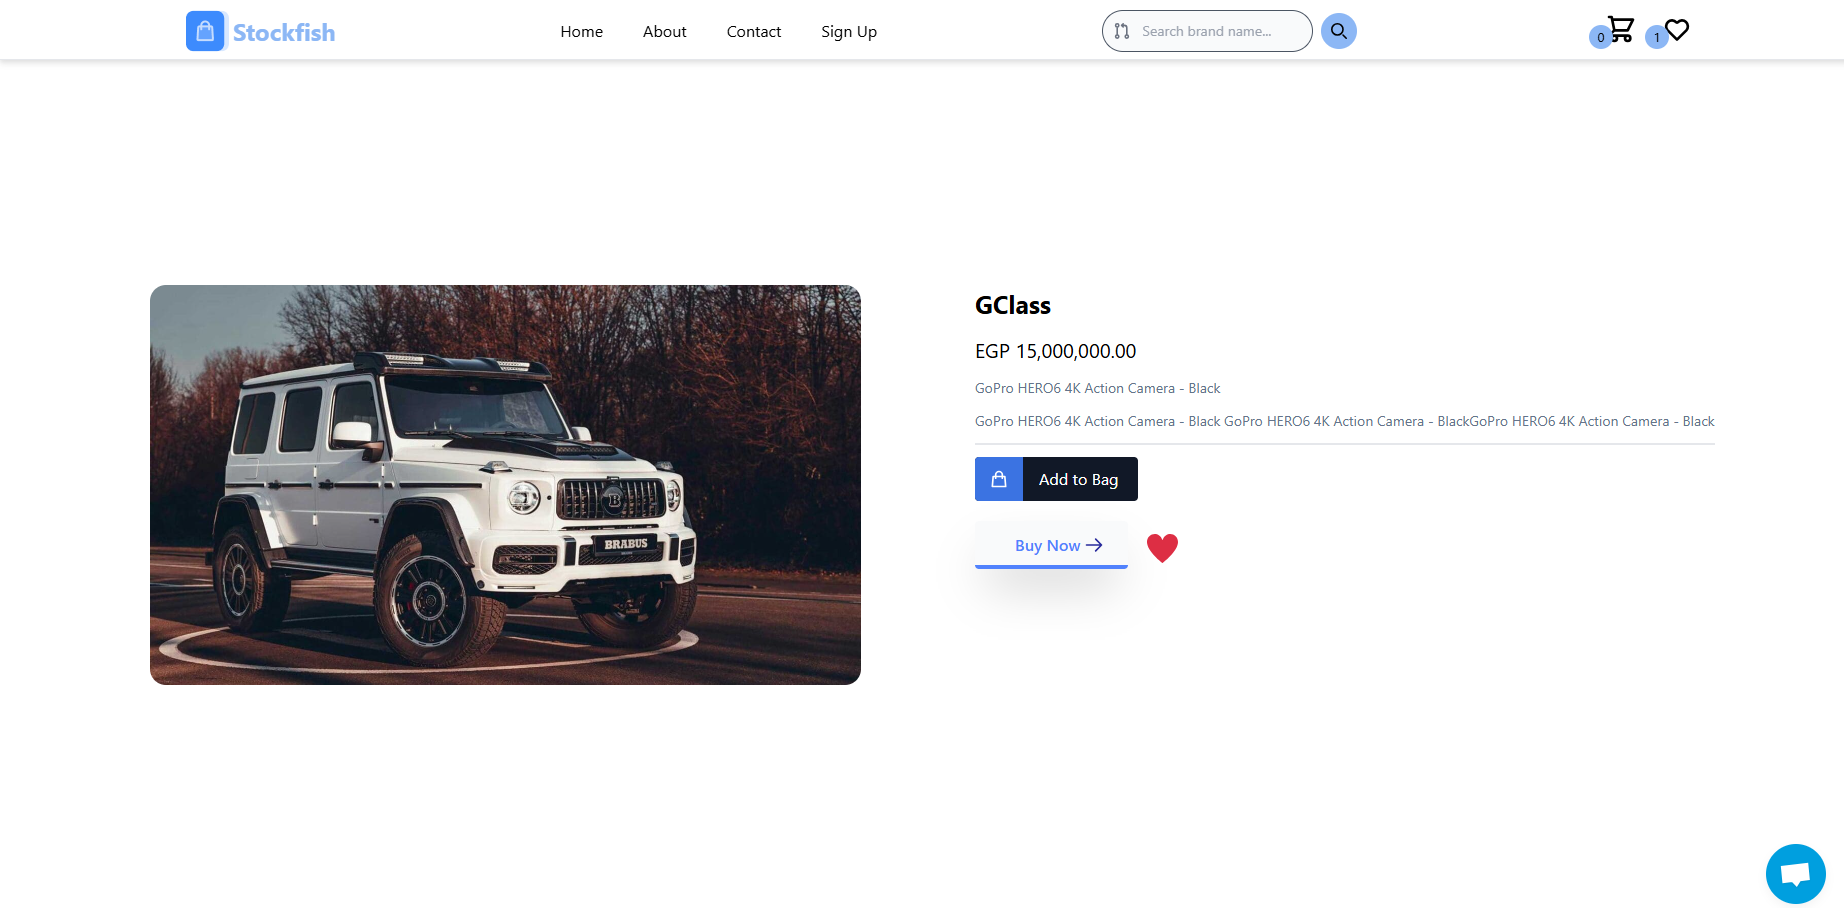 Stockfish
Home
About
Contact
Sign Up
Search brand name...
0
1
GClass
EGP 15,000,000.00
GoPro HERO6 4K Action Camera - Black
GoPro HERO6 4K Action Camera - Black GoPro HERO6 4K Action Camera - BlackGoPro HERO6 4K Action Camera - Black
Add to Bag
Buy Now
B
BRABUS